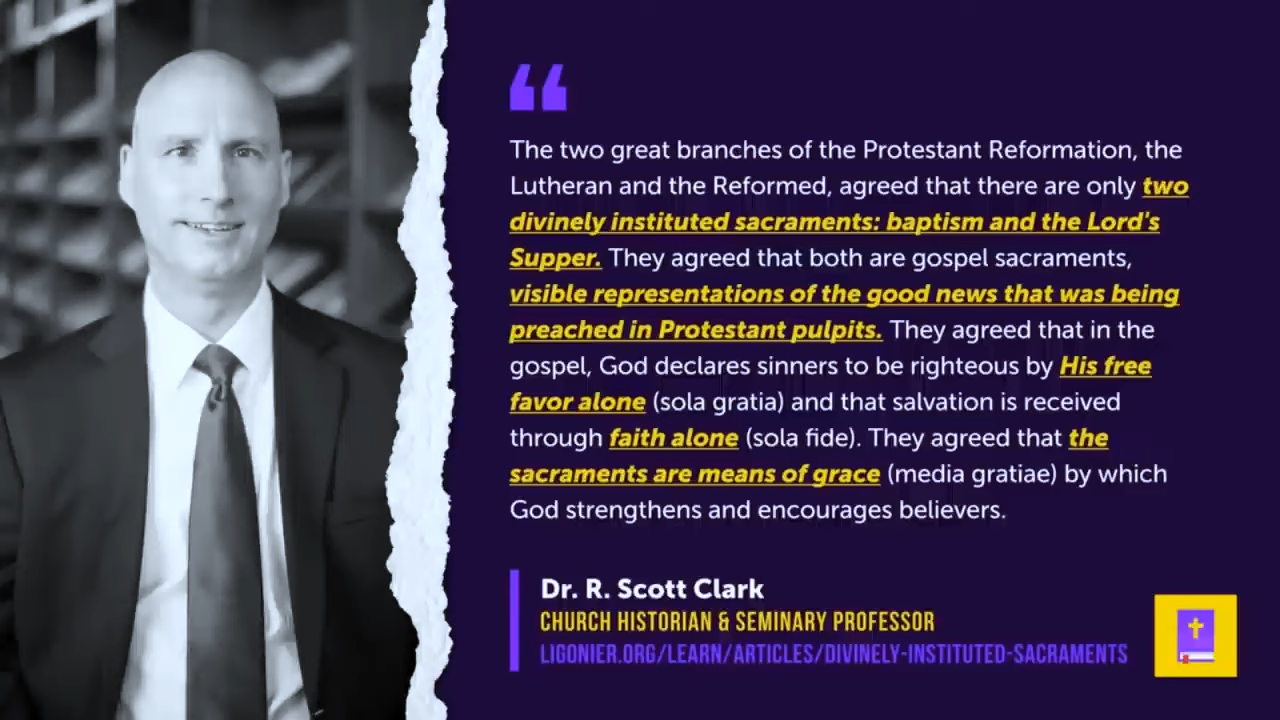 The two great branches of the Protestant Reformation, the
Lutheran and the Reformed, agreed that there are only two
divinely instituted sacraments: baptism and the Lord's
Supper. They agreed that both are gospel sacraments,
visible representations of the good news that was being
preached in Protestant pulpits. They agreed that in the
gospel, God declares sinners to be righteous by His free
favor alone (sola gratia) and that salvation is received
through faith alone (sola fide). They agreed that the
sacraments are means of grace (media gratiae) by which
God strengthens and encourages believers.
Dr. R. Scott Clark
CHURCH HISTORIAN & SEMINARY PROFESSOR
LIGONIER.ORG/LEARN/ARTICLES/DIVINELY-INSTITUTED-SACRAMENTS